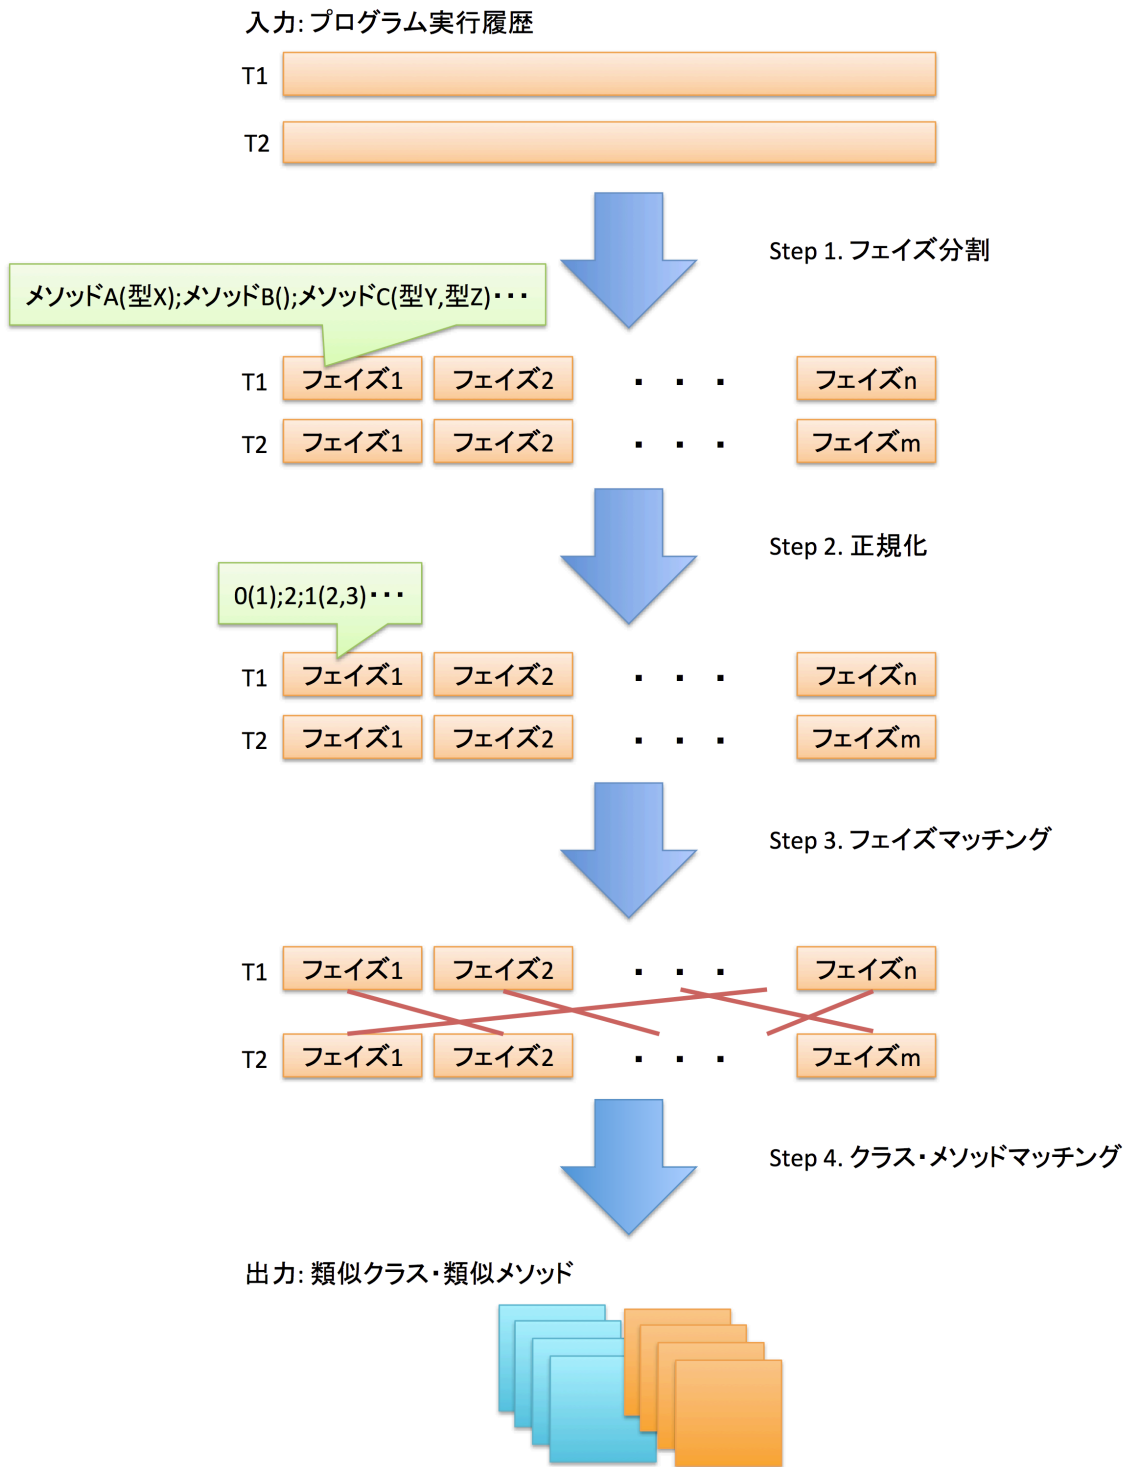 入力: プログラム実行履歴
T1
T2
Step 1. フェイズ分割
メソッドA(型X);メソッドB();メソッドC(型Y,型Z)・・・
T1 フェイズ1 フェイズ2 ・ ・ ・ フェイズn
T2 フェイズ1 フェイズ2 ・ ・ ・ フェイズm
Step 2. 正規化
0(1);2;1(2,3)・・・
T1 フェイズ1 フェイズ2 ・ ・ ・ フェイズn
T2 フェイズ1 フェイズ2 ・ ・ ・ フェイズm
Step 3. フェイズマッチング
T1 フェイズ1 フェイズ2 ・ ・ ・ フェイズn
T2 フェイズ1 フェイズ2 ・ ・ ・ フェイズm
Step 4. クラス・メソッドマッチング
出力: 類似クラス・類似メソッド